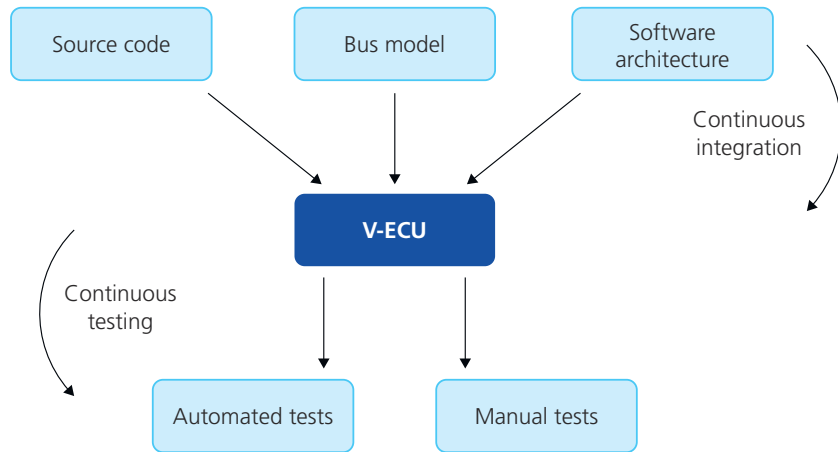 Source code
Bus model
Software
architecture
Continuous
integration
V-ECU
Continuous
testing
Automated tests
Manual tests